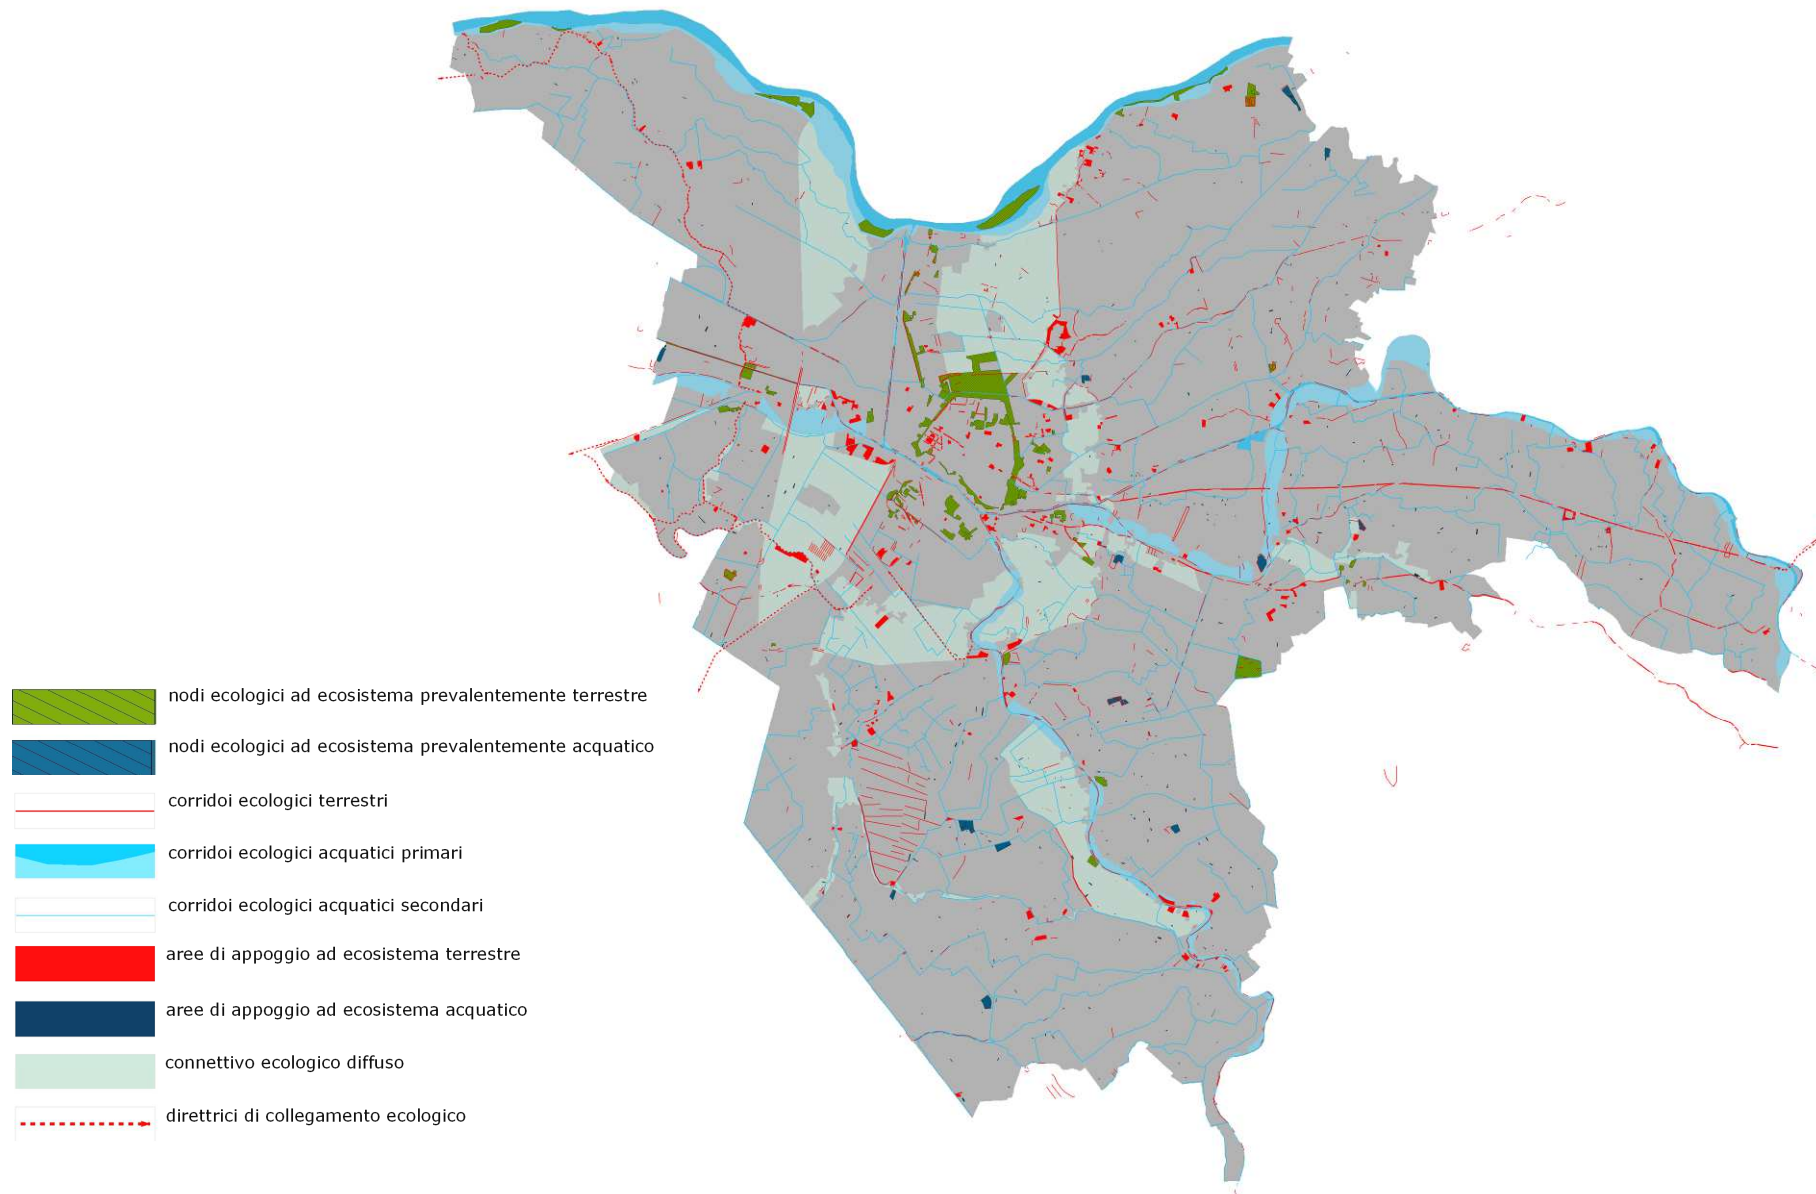 nodi ecologici ad ecosistema prevalentemente terrestre
nodi ecologici ad ecosistema prevalentemente acquatico
corridoi ecologici terrestri
corridoi ecologici acquatici primari
corridoi ecologici acquatici secondari
aree di appoggio ad ecosistema terrestre
aree di appoggio ad ecosistema acquatico
connettivo ecologico diffuso
direttrici di collegamento ecologico